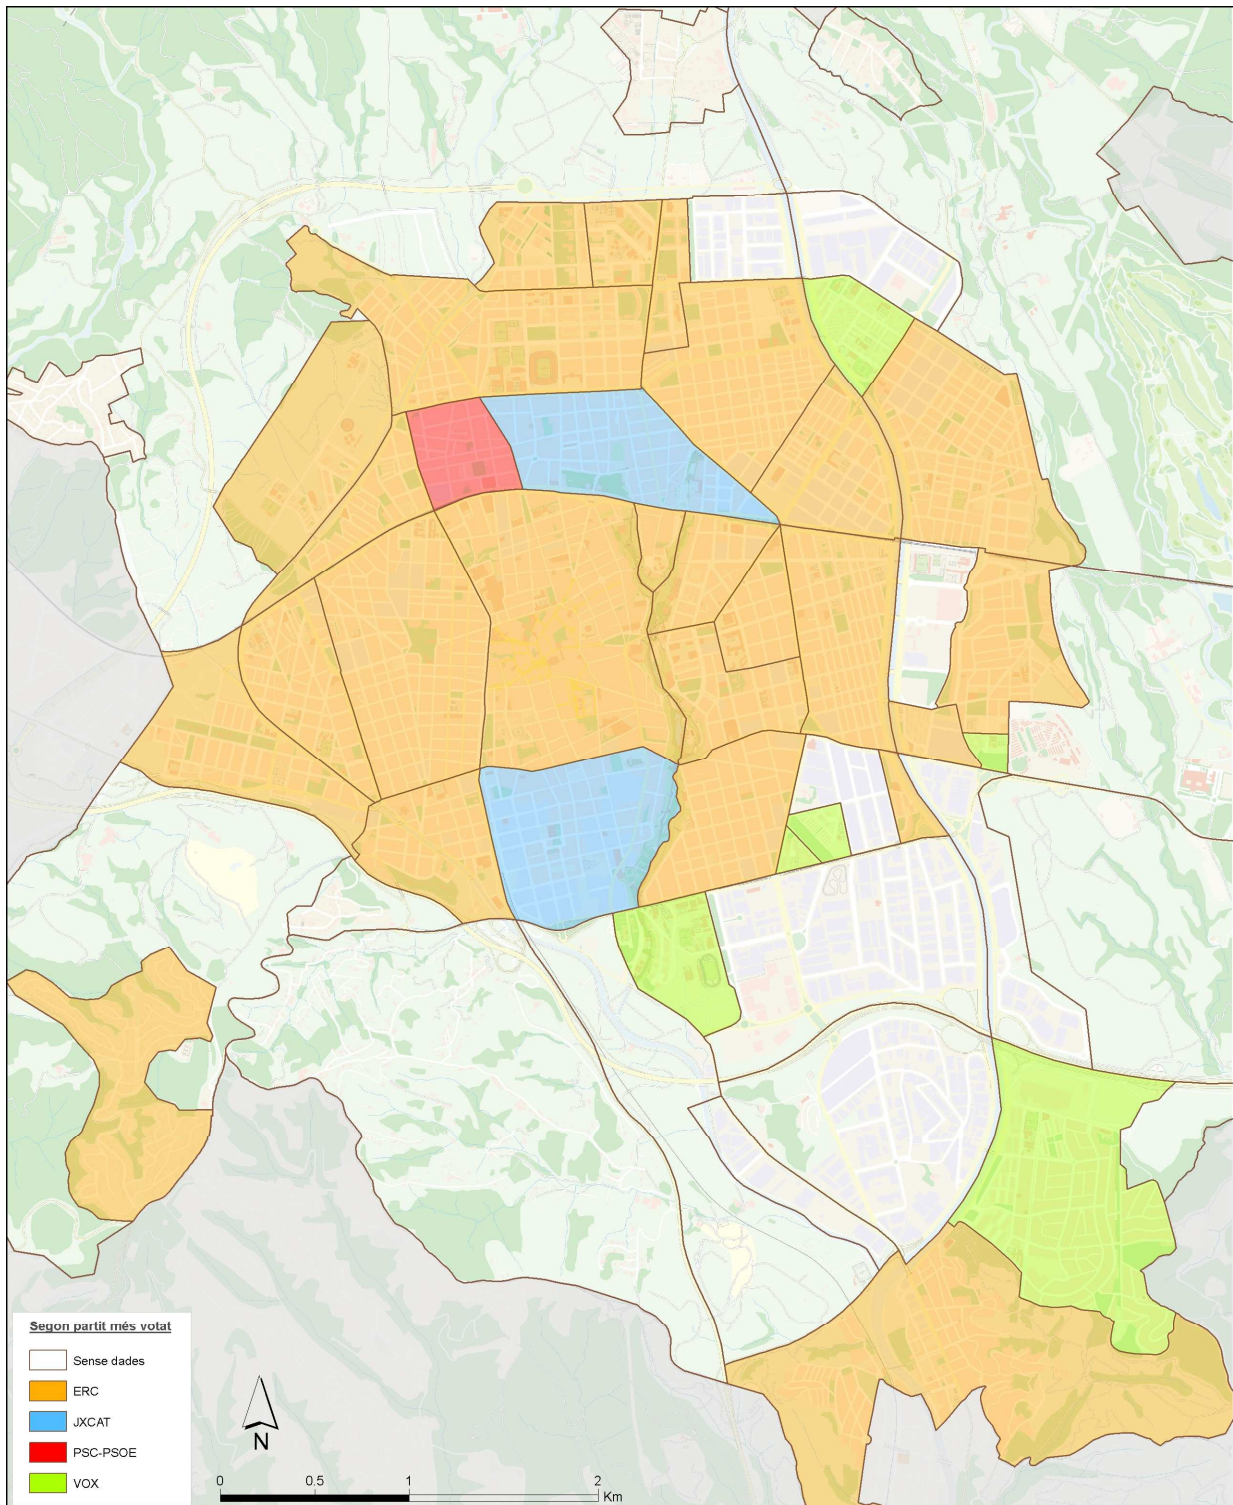 Segon partit més votat
Sense dades
ERC
JXCAT
PSC-PSOE
VOX
N
0 0.5 1 2
Km